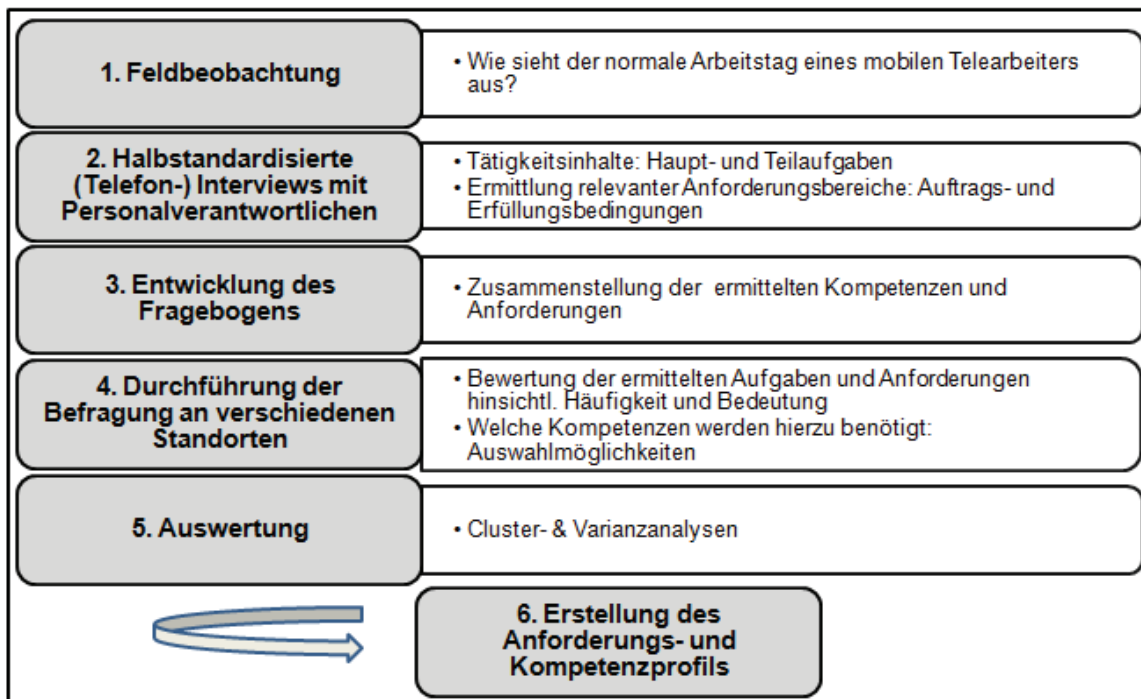 1. Feldbeobachtung
• Wie sieht der normale Arbeitstag eines mobilen Telearbeiters
aus?
2. Halbstandardisierte
(Telefon-) Interviews mit
Personalverantwortlichen
• Tätigkeitsinhalte: Haupt- und Teilaufgaben
• Ermittlung relevanter Anforderungsbereiche: Auftrags- und
Erfüllungsbedingungen
3. Entwicklung des
Fragebogens
• Zusammenstellung der ermittelten Kompetenzen und
Anforderungen
4. Durchführung der
Befragung an verschiedenen
Standorten
• Bewertung der ermittelten Aufgaben und Anforderungen
hinsichtl. Häufigkeit und Bedeutung
• Welche Kompetenzen werden hierzu benötigt:
Auswahlmöglichkeiten
5. Auswertung
• Cluster- & Varianzanalysen
6. Erstellung des
Anforderungs- und
Kompetenzprofils